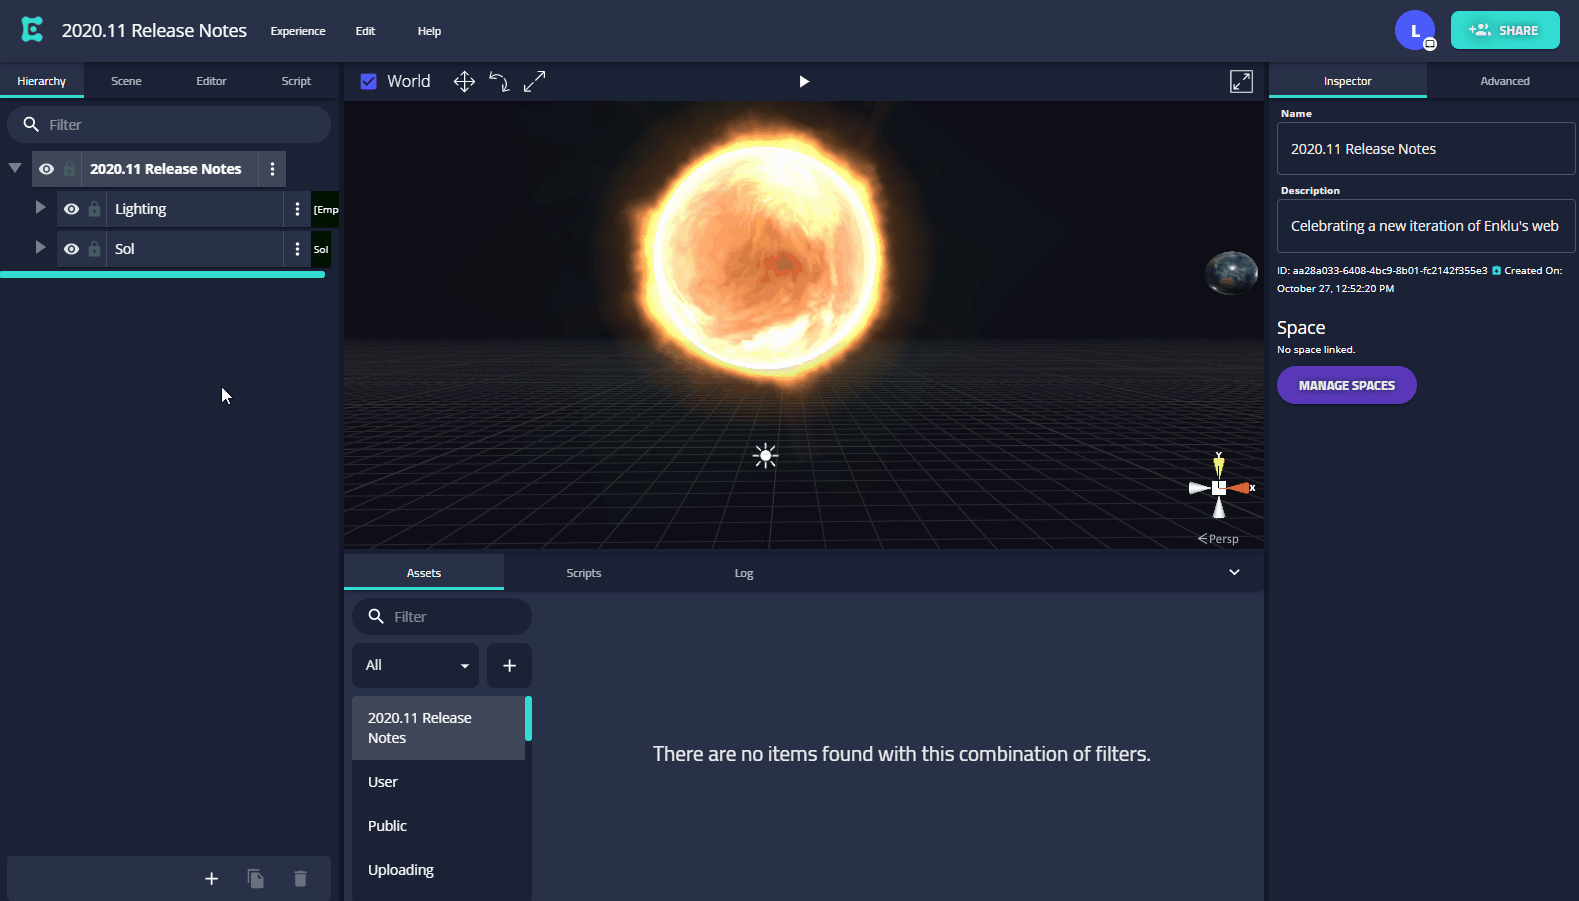 2020.11 Release Notes
Experience
Edit
Help
L
SHARE
Hierarchy
Scene
Editor
Script
World
Inspector
Advanced
Filter
2020.11 Release Notes
Lighting
[Emp
Sol
Sol
Name
2020.11 Release Notes
Description
Celebrating a new iteration of Enklu's web
ID: aa28a033-6408-4bc9-8b01-fc2142f355e3 Created On:
October 27, 12:52:20 PM
Space
No space linked.
MANAGE SPACES
Y
X
Persp
Assets
Scripts
Log
Filter
All
2020.11 Release
Notes
User
Public
Uploading
There are no items found with this combination of filters.